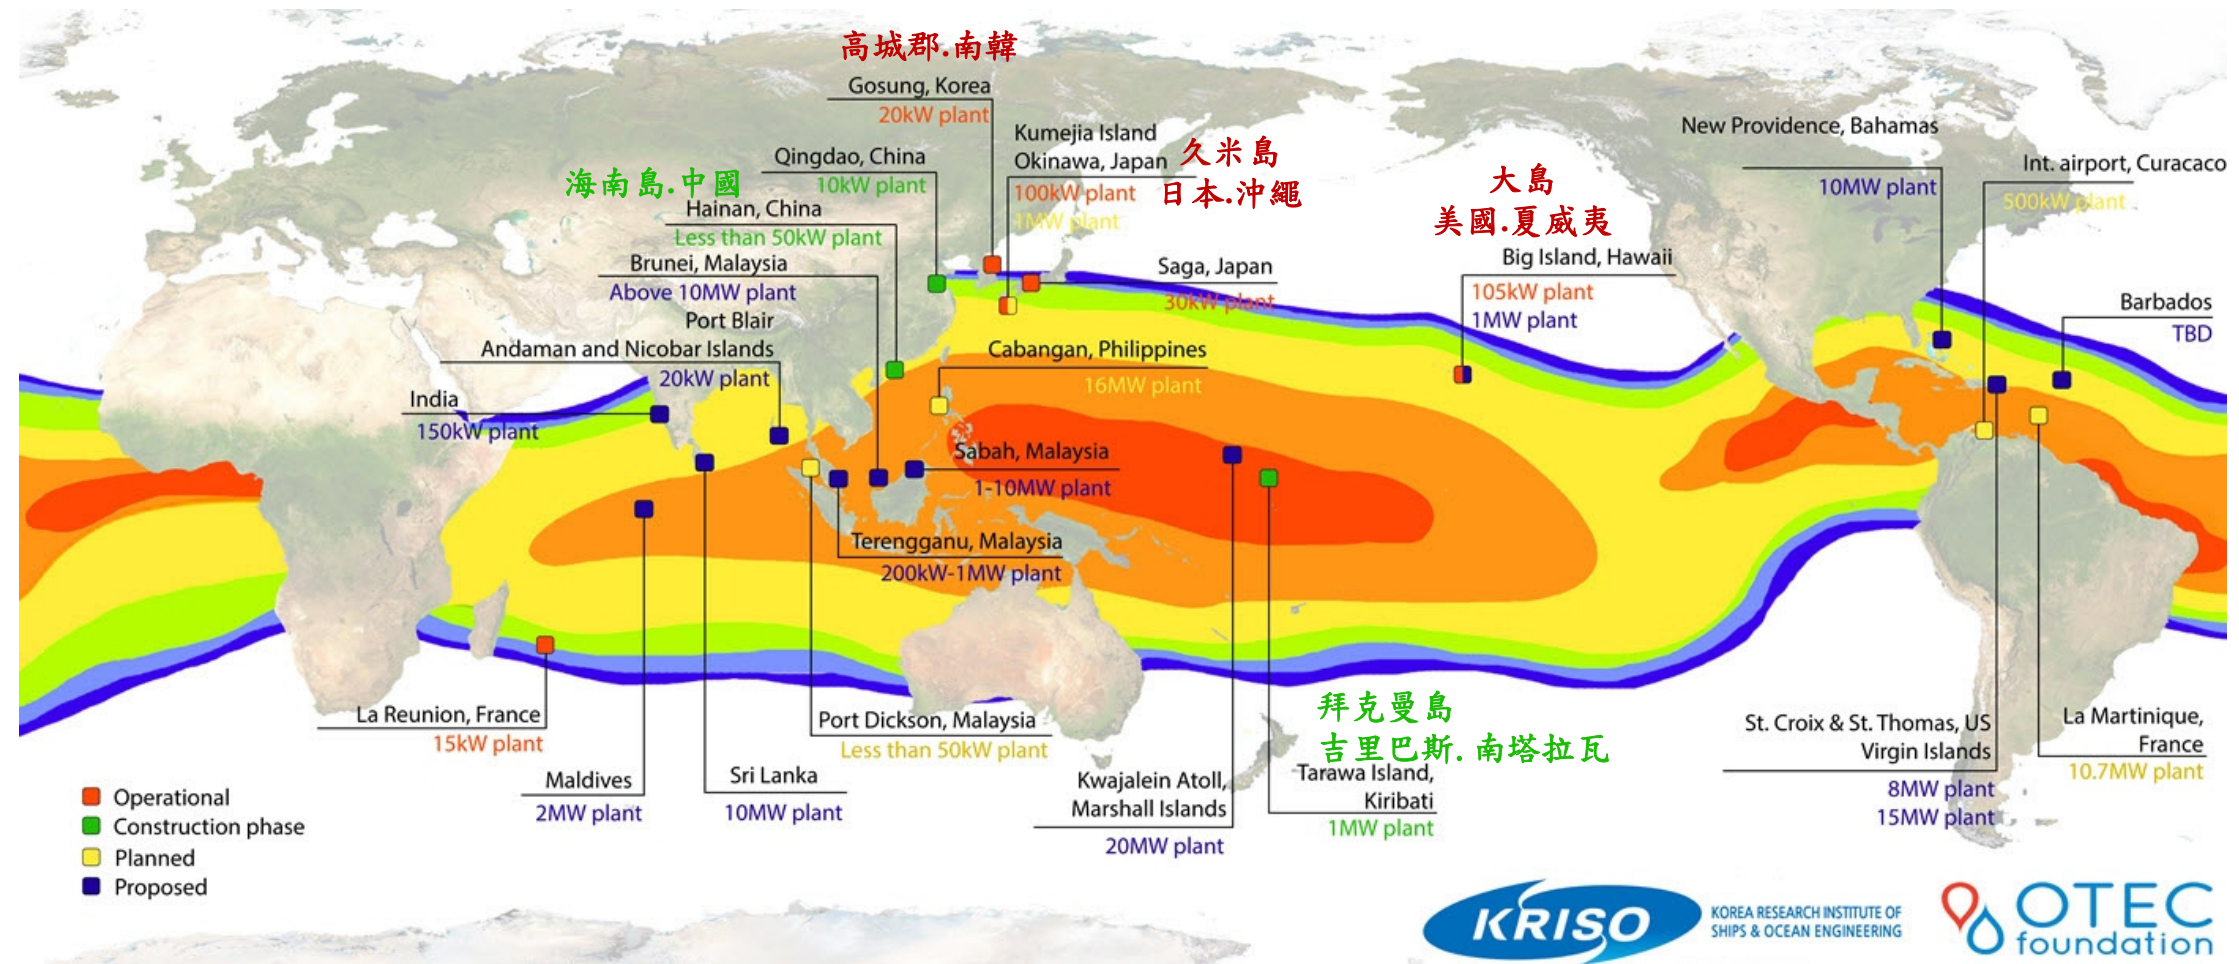 高城郡.南韓
Gosung, Korea
20kW plant
Kumejia Island
Okinawa, Japan
100kW plant
1MW plant
久米島
日本.沖繩
Qingdao, China
10kW plant
海南島.中國
Hainan, China
Less than 50kW plant
Brunei, Malaysia
Above 10MW plant
Port Blair
Andaman and Nicobar Islands
20kW plant
India
150kW plant
Saga, Japan
30kW plant
Cabangan, Philippines
16MW plant
大島
美國.夏威夷
Big Island, Hawaii
105kW plant
1MW plant
New Providence, Bahamas
10MW plant
Int. airport, Curacaco
500kW plant
Barbados
TBD
Sabah, Malaysia
1-10MW plant
Terengganu, Malaysia
200kW-1MW plant
La Reunion, France
15kW plant
Maldives
2MW plant
Sri Lanka
10MW plant
Port Dickson, Malaysia
Less than 50kW plant
Kwajalein Atoll,
Marshall Islands
20MW plant
拜克曼島
吉里巴斯.南塔拉瓦
Tarawa Island,
Kiribati
1MW plant
St. Croix & St. Thomas, US
Virgin Islands
8MW plant
15MW plant
La Martinique,
France
10.7MW plant
Operational
Construction phase
Planned
Proposed
KRISO
KOREA RESEARCH INSTITUTE OF
SHIPS & OCEAN ENGINEERING
OTEC
foundation